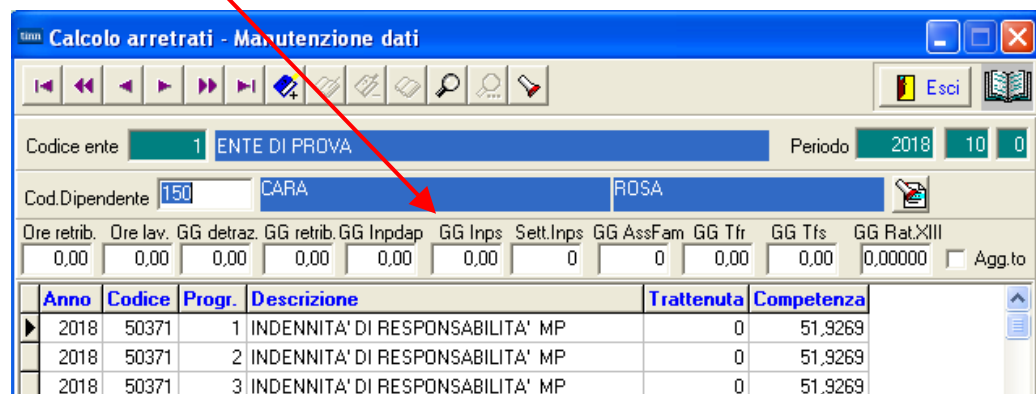 tinn Calcolo arretrati - Manutenzione dati
Esci
Codice ente 1 ENTE DI PROVA Periodo 2018 10 0
Cod.Dipendente 150 CARA ROSA
Ore retrib. Ore lav. GG detraz. GG retrib. GG Inpdap GG Inps Sett.Inps GG AssFam GG Tfr GG Tfs GG Rat.XIII
0,00 0,00 0,00 0,00 0,00 0,00 0 0 0,00 0,00 0,00000 Agg.to
Anno Codice Progr. Descrizione Trattenuta Competenza
2018 50371 1 INDENNITA' DI RESPONSABILITA' MP 0 51,9269
2018 50371 2 INDENNITA' DI RESPONSABILITA' MP 0 51,9269
2018 50371 3 INDENNITA' DI RESPONSABILITA' MP 0 51,9269